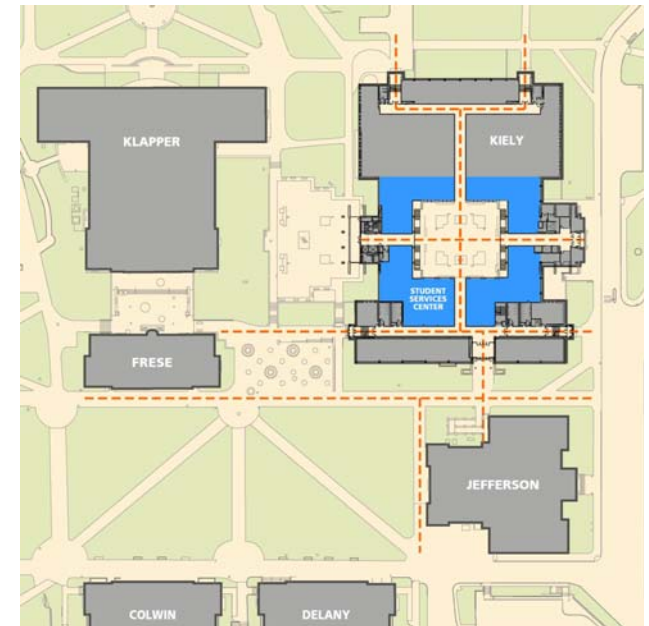 KLAPPER
KIELY
STUDENT
SERVICES
CENTER
FRESE
JEFFERSON
COLWIN
DELANY